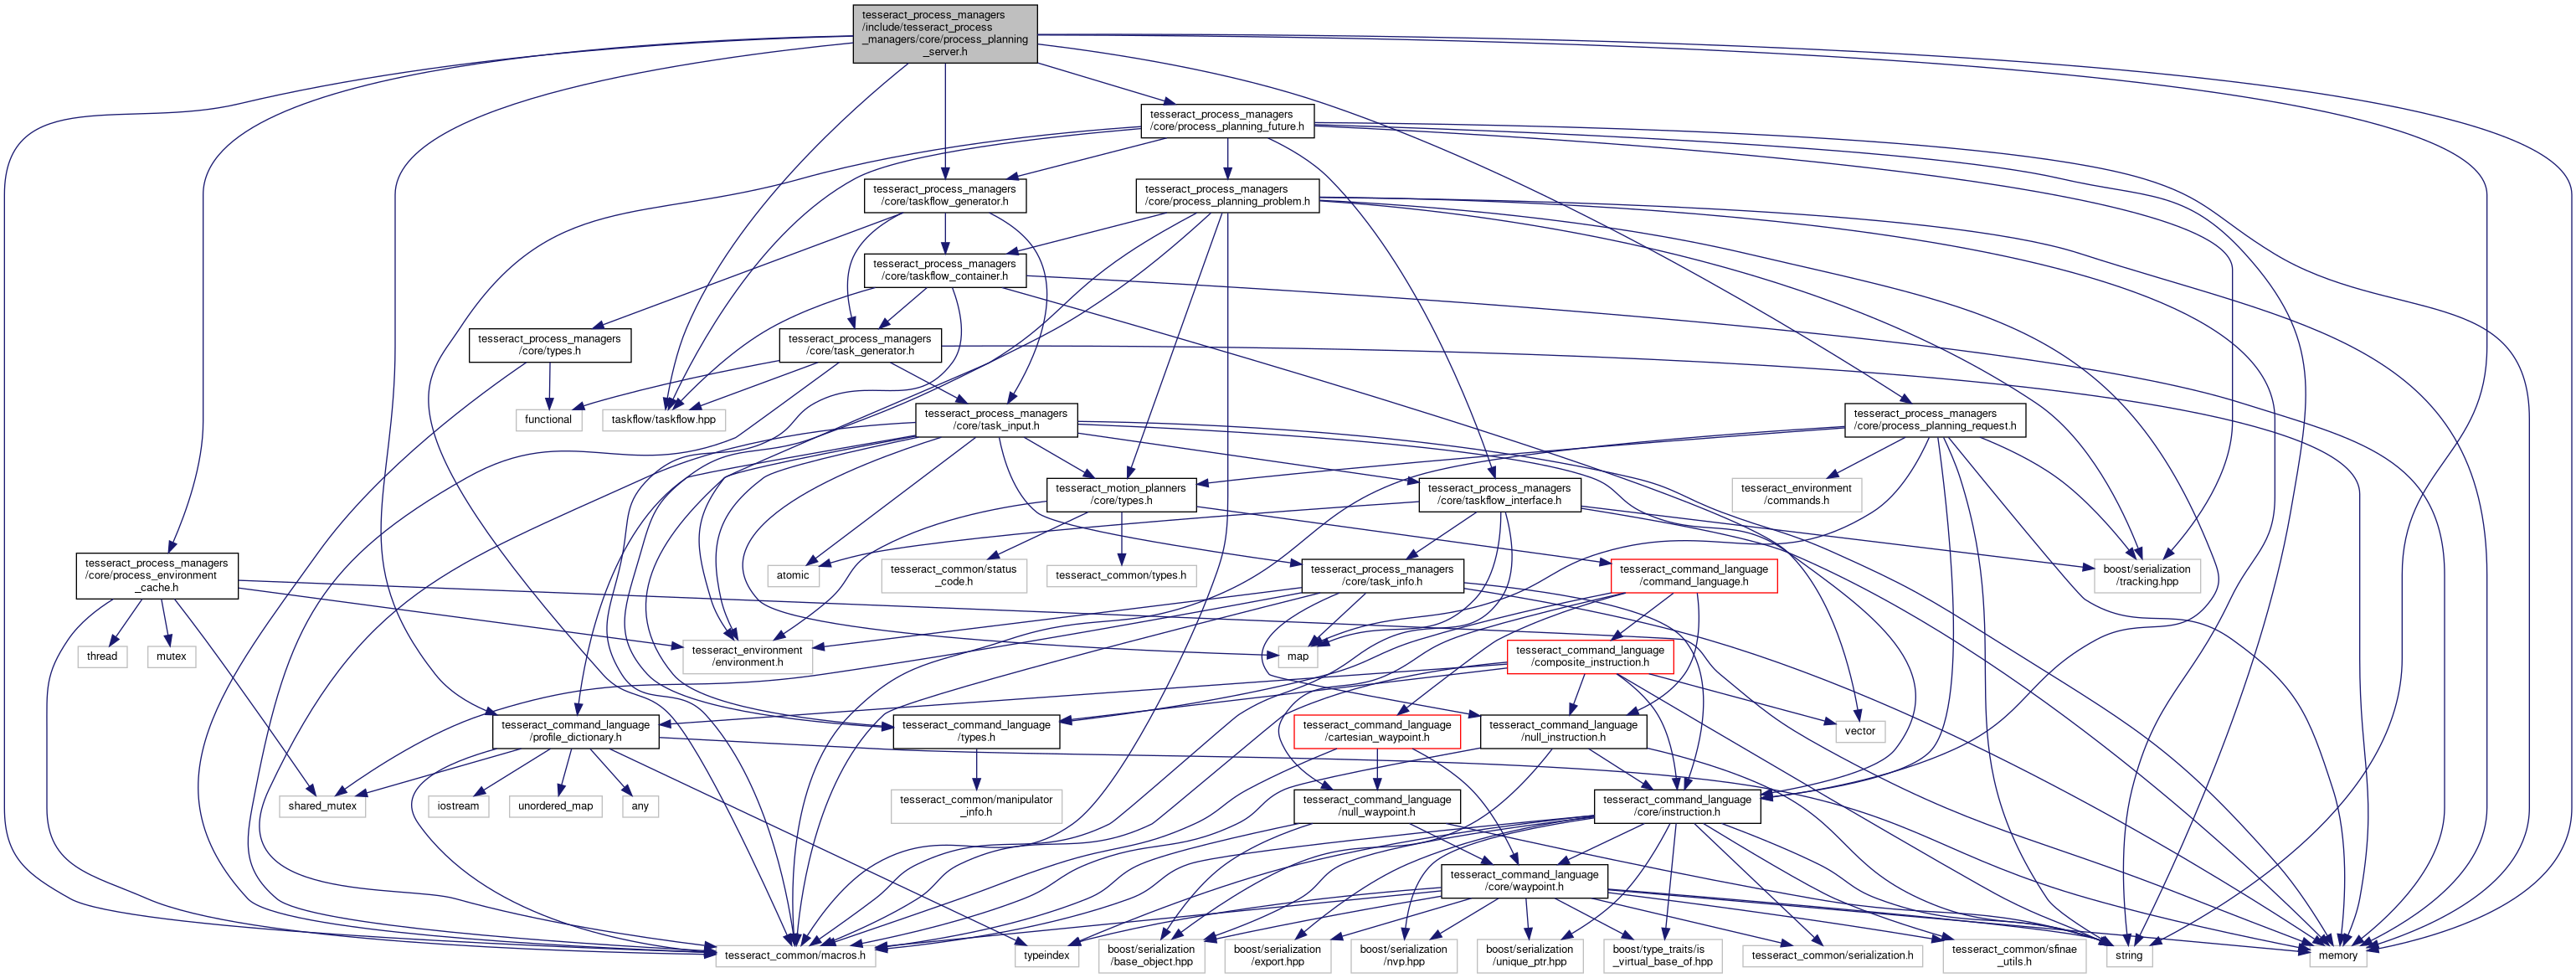 tesseract_process_managers
/include/tesseract_process
_managers/core/process_planning
_server.h
tesseract_process_managers
/core/process_planning_future.h
tesseract_process_managers
/core/taskflow_generator.h
tesseract_process_managers
/core/process_planning_problem.h
tesseract_process_managers
/core/taskflow_container.h
tesseract_process_managers
/core/types.h
tesseract_process_managers
/core/task_generator.h
functional
taskflow/taskflow.hpp
tesseract_process_managers
/core/task_input.h
tesseract_process_managers
/core/process_planning_request.h
tesseract_motion_planners
/core/types.h
tesseract_process_managers
/core/taskflow_interface.h
tesseract_environment
/commands.h
tesseract_process_managers
/core/process_environment
_cache.h
atomic
tesseract_common/status
_code.h
tesseract_common/types.h
tesseract_process_managers
/core/task_info.h
tesseract_command_language
/command_language.h
boost/serialization
/tracking.hpp
thread
mutex
tesseract_environment
/environment.h
map
tesseract_command_language
/composite_instruction.h
tesseract_command_language
/profile_dictionary.h
tesseract_command_language
/types.h
tesseract_command_language
/cartesian_waypoint.h
tesseract_command_language
/null_instruction.h
vector
shared_mutex
iostream
unordered_map
any
tesseract_common/manipulator
_info.h
tesseract_command_language
/null_waypoint.h
tesseract_command_language
/core/instruction.h
tesseract_command_language
/core/waypoint.h
tesseract_common/macros.h
typeindex
boost/serialization
/base_object.hpp
boost/serialization
/export.hpp
boost/serialization
/nvp.hpp
boost/serialization
/unique_ptr.hpp
boost/type_traits/is
_virtual_base_of.hpp
tesseract_common/serialization.h
tesseract_common/sfinae
_utils.h
string
memory